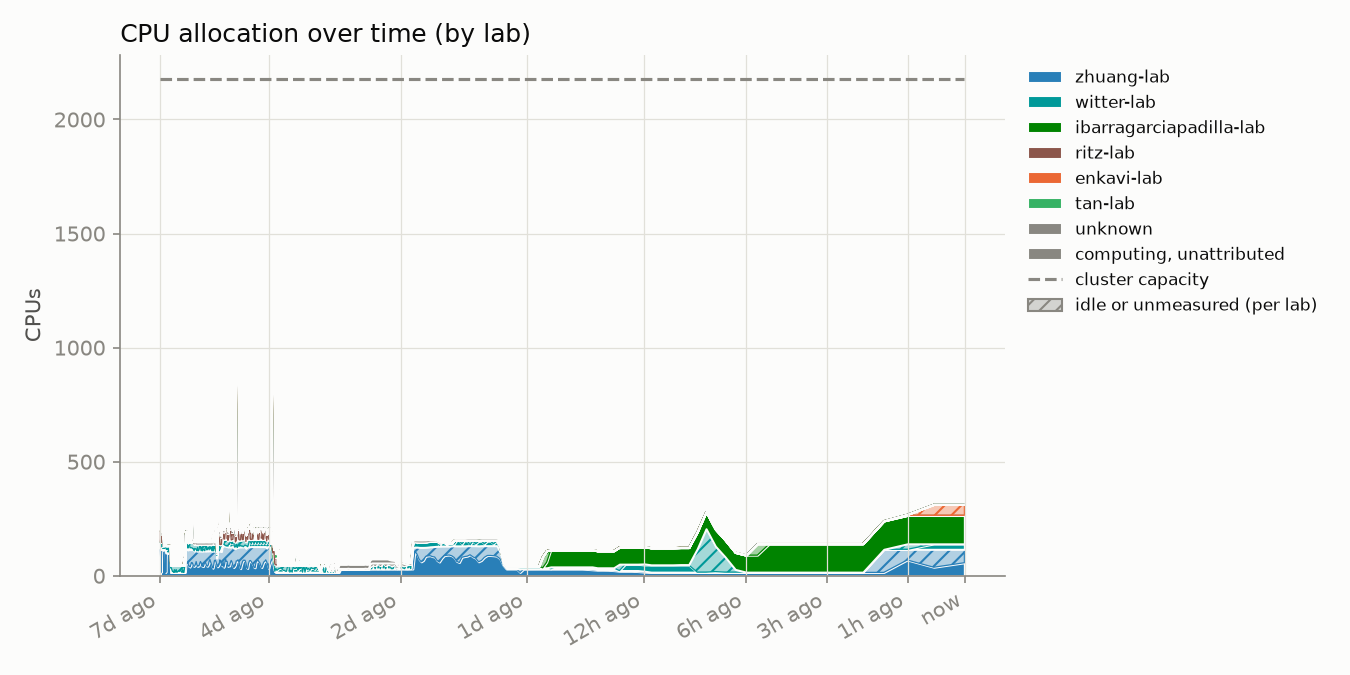 CPU allocation over time (by lab)
CPUs
2000
1500
1000
500
0
7d ago
4d ago
2d ago
1d ago
12h ago
6h ago
3h ago
1h ago
now
zhuang-lab
witter-lab
ibarragarciapadilla-lab
ritz-lab
enkavi-lab
tan-lab
unknown
computing, unattributed
cluster capacity
idle or unmeasured (per lab)